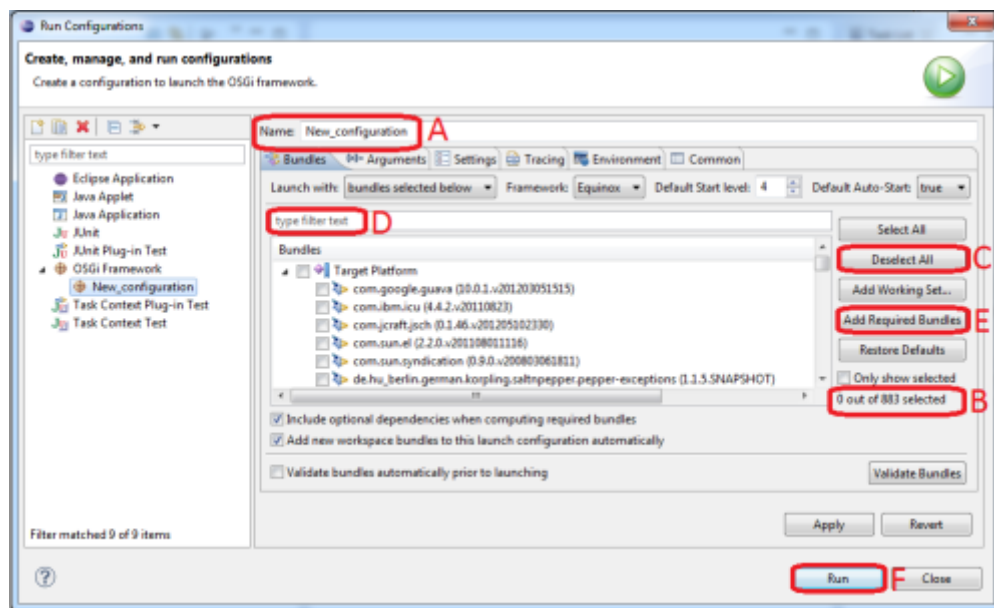 Run Configurations
Create, manage, and run configurations
Create a configuration to launch the OSGi framework.
type filter text
Eclipse Application
Java Applet
Java Application
JUnit
JUnit Plug-in Test
OSGi Framework
New_configuration
Task Context Plug-in Test
Task Context Test
Filter matched 9 of 9 items
Name: New_configuration A
Bundles Arguments Settings Tracing Environment Common
Launch with: bundles selected below Framework: Equinox Default Start level: 4 Default Auto-Start: true
type filter text D
Bundles
Target Platform
com.google.guava (10.0.1.v201203051515)
com.ibm.icu (4.4.2.v20110823)
com.jcraft.jsch (0.1.46.v201205102330)
com.sun.el (2.2.0.v201108011116)
com.sun.syndication (0.9.0.v200803061811)
de.hu_berlin.german.korpling.saltnpepper.pepper-exceptions (1.1.5.SNAPSHOT)
Select All
Deselect All C
Add Working Set...
Add Required Bundles E
Restore Defaults
Only show selected
0 out of 883 selected B
Include optional dependencies when computing required bundles
Add new workspace bundles to this launch configuration automatically
Validate bundles automatically prior to launching
Validate Bundles
Apply Revert
Run F Close